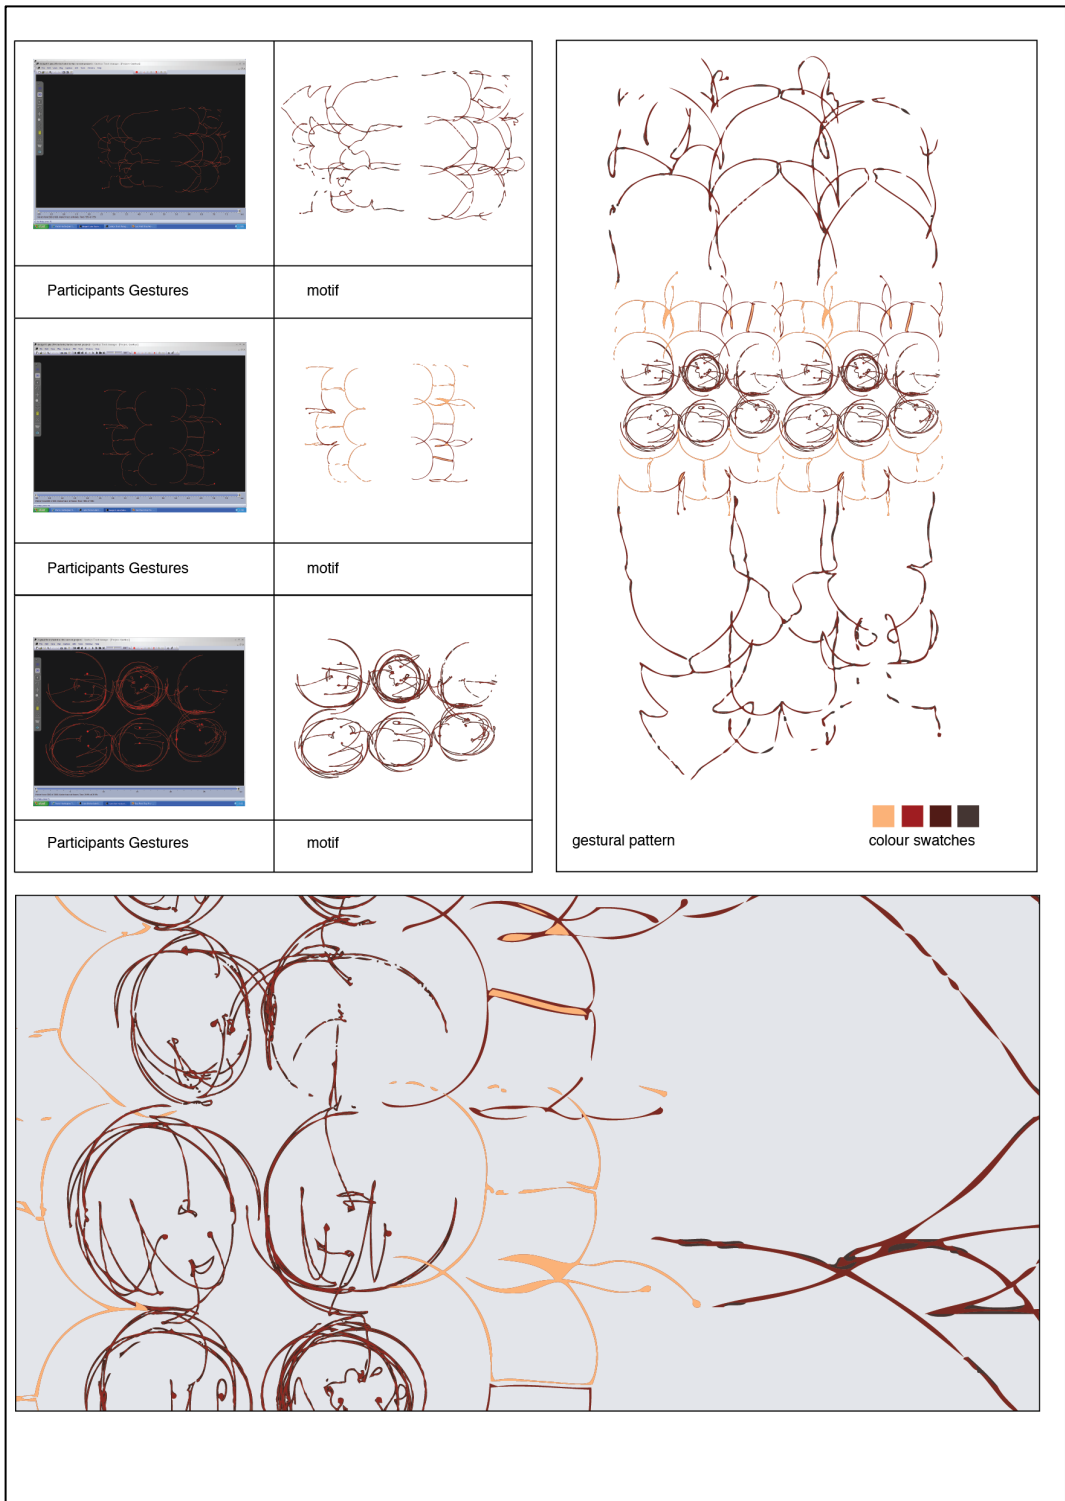 Participants Gestures
motif
Participants Gestures
motif
Participants Gestures
motif
gestural pattern
colour swatches